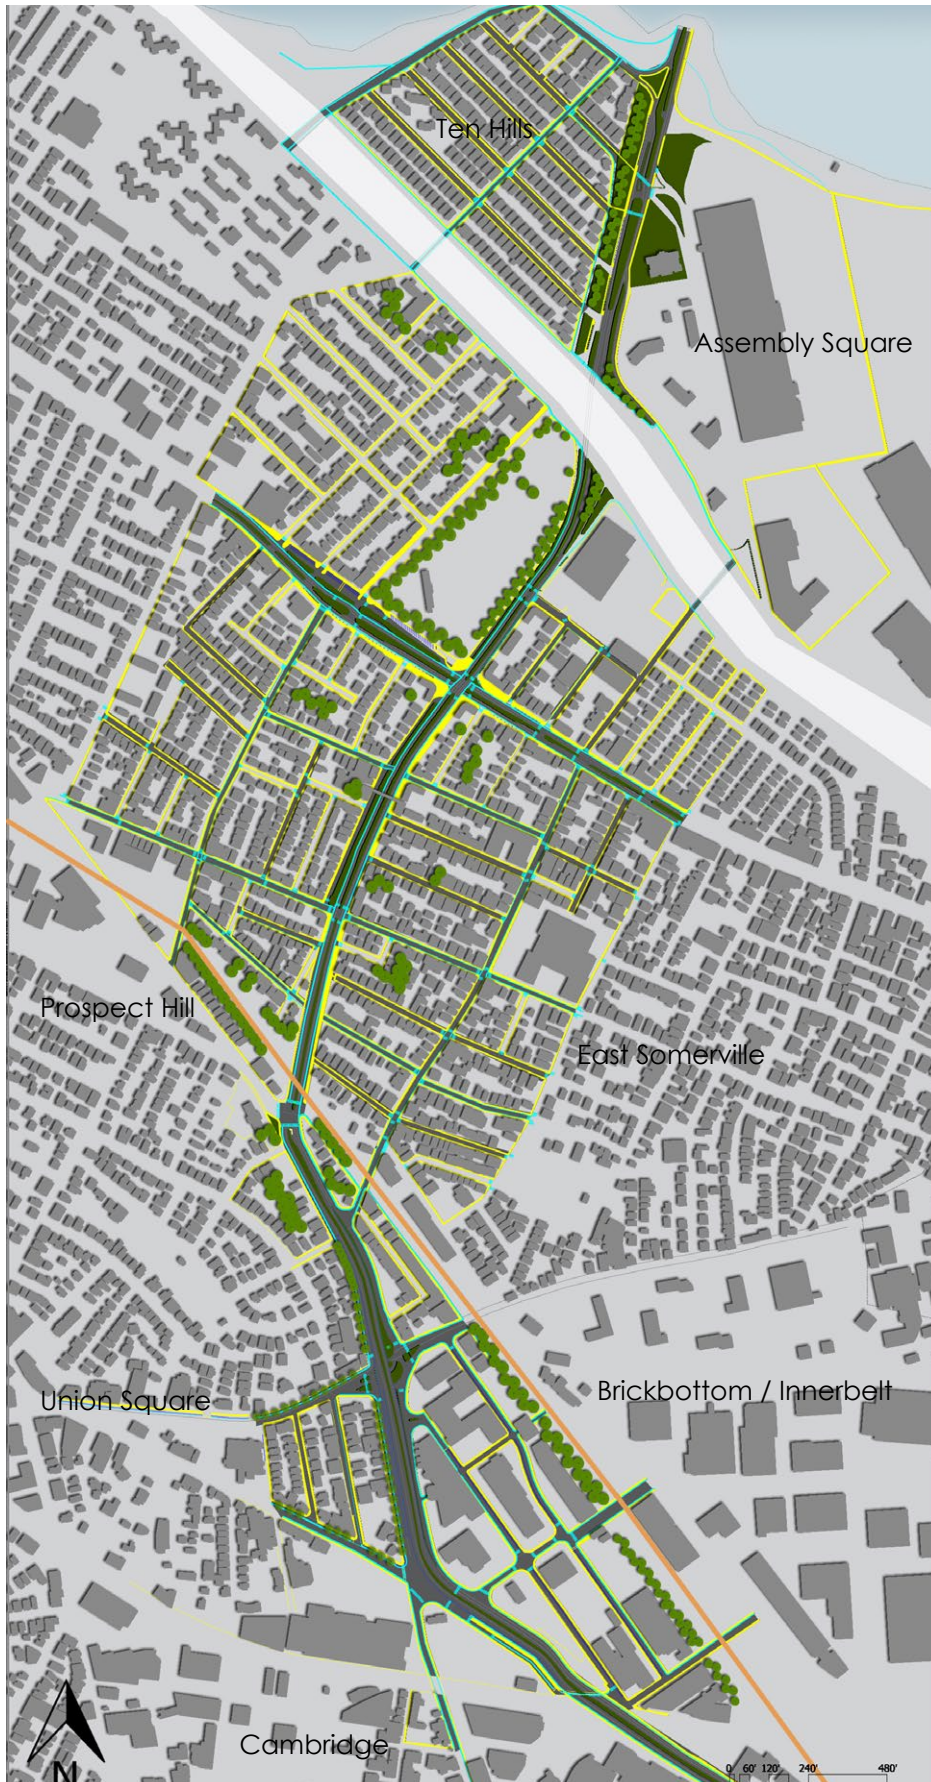 Ten Hills
Assembly Square
Prospect Hill
East Somerville
Union Square
Brickbottom / Innerbelt
Cambridge
N
0 60' 120' 240' 480'